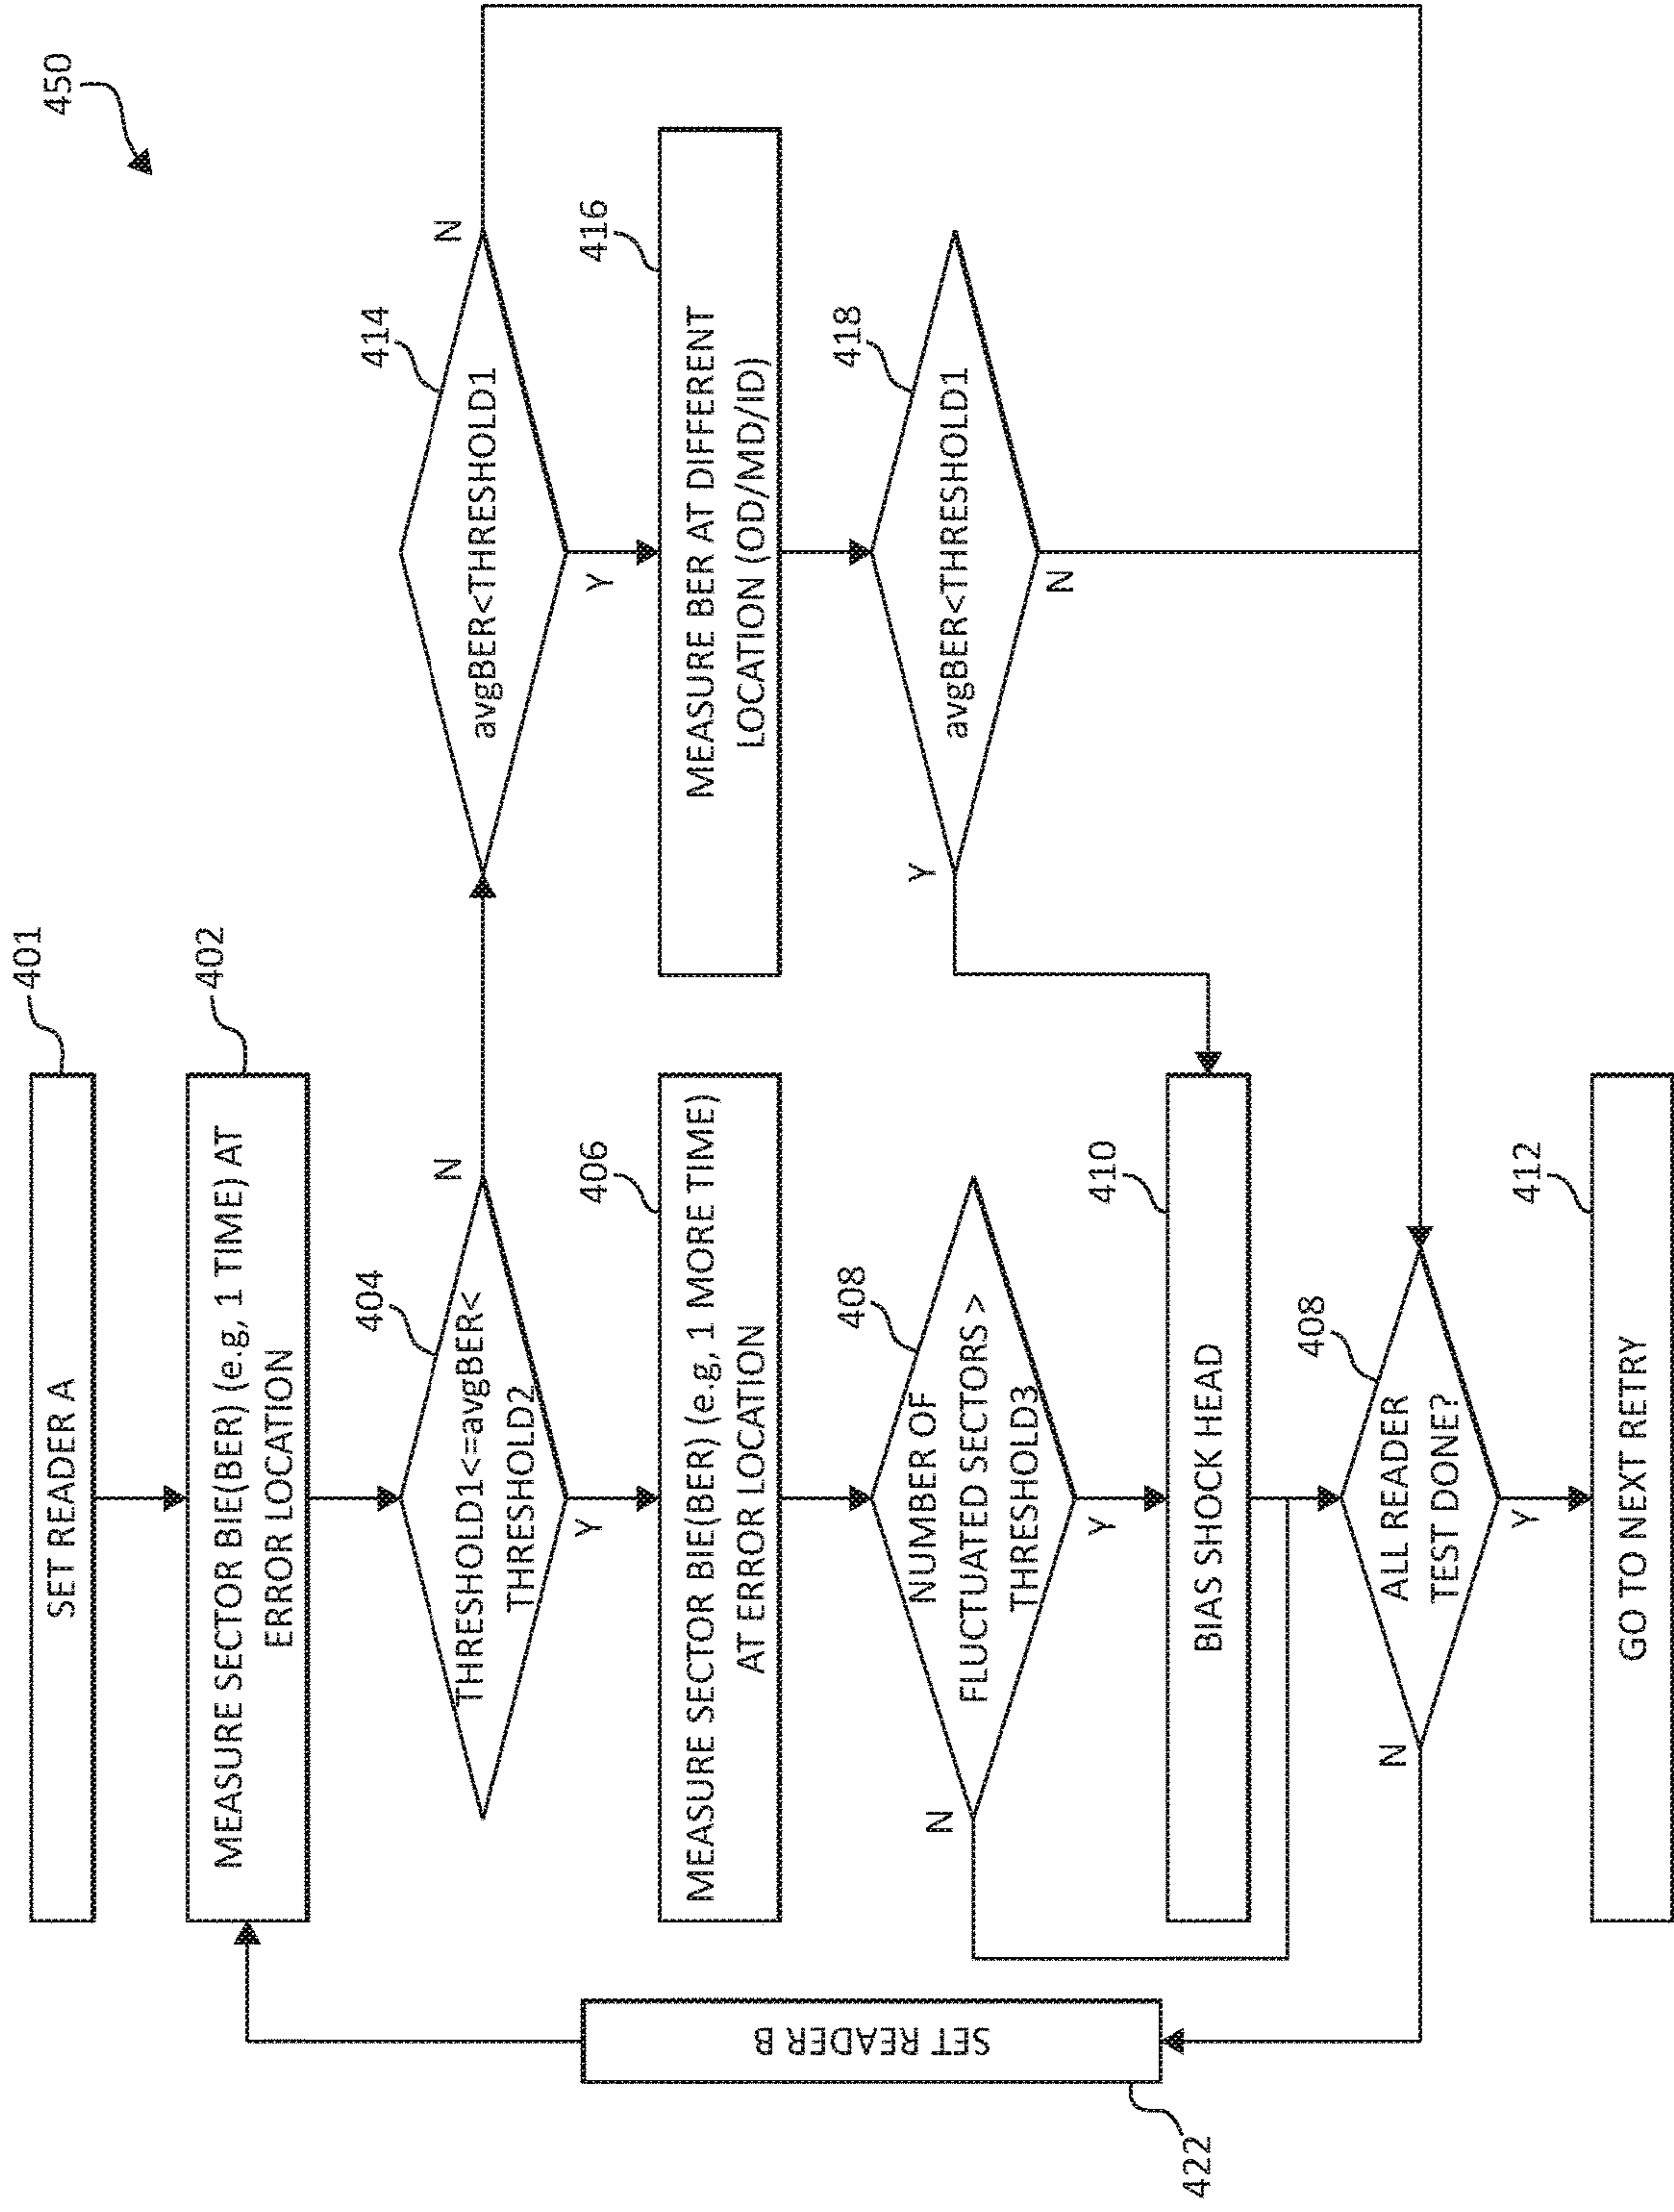 450
401
SET READER A
402
MEASURE SECTOR BIE(BER) (e.g, 1 TIME) AT
ERROR LOCATION
404
THRESHOLD1<=avgBER<
THRESHOLD2
N
Y
414
avgBER<THRESHOLD1
N
Y
406
MEASURE SECTOR BIE(BER) (e.g, 1 MORE TIME)
AT ERROR LOCATION
416
MEASURE BER AT DIFFERENT
LOCATION (OD/MD/ID)
408
NUMBER OF
FLUCTUATED SECTORS >
THRESHOLD3
N
Y
418
avgBER<THRESHOLD1
Y
N
410
BIAS SHOCK HEAD
408
ALL READER
TEST DONE?
N
Y
422
SET READER B
412
GO TO NEXT RETRY